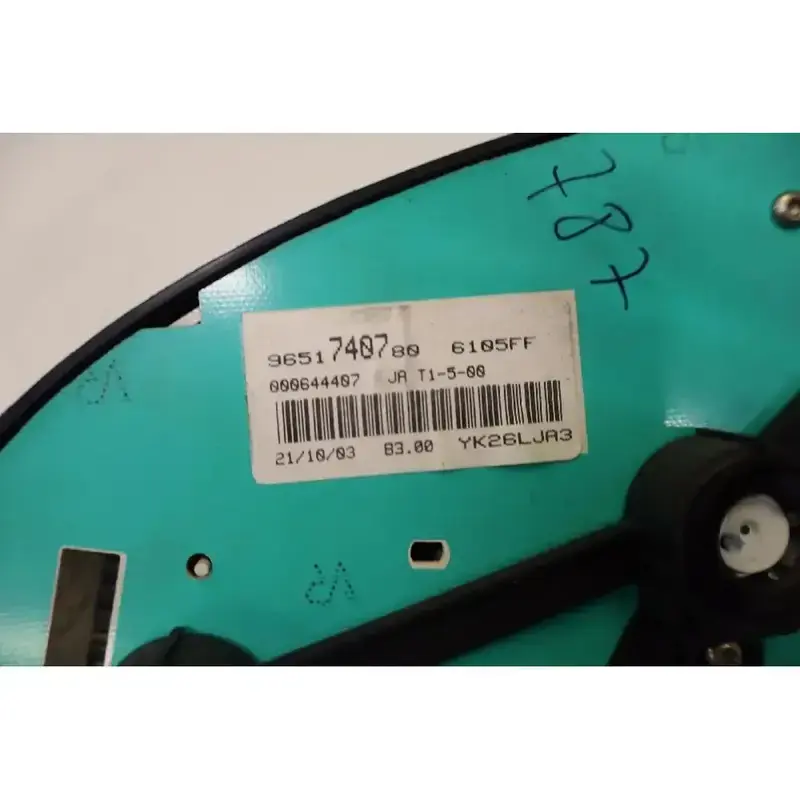 787
9651740780 6105FF
000644407 JA T1-5-00
21/10/03 83.00 YK26LJA3